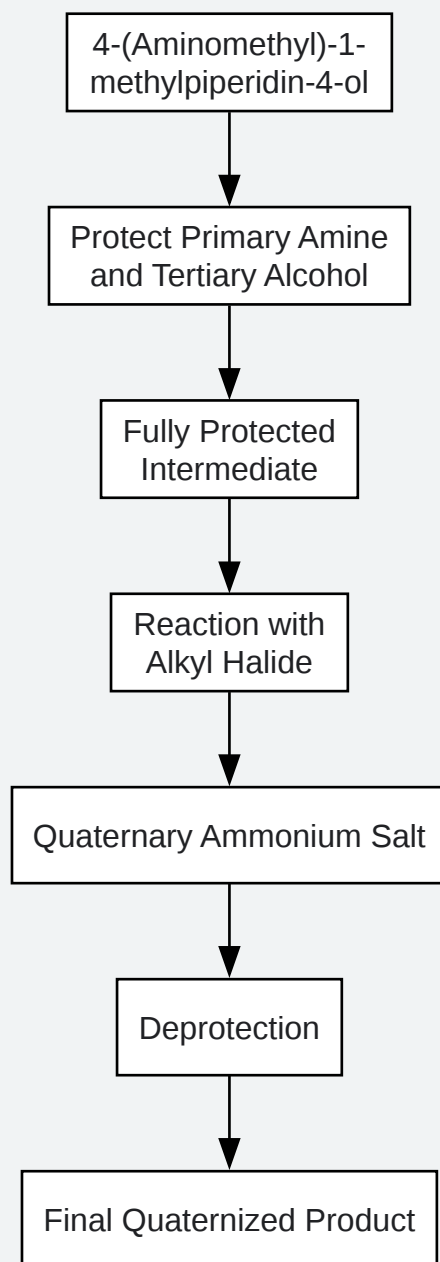 4-(Aminomethyl)-1-
methylpiperidin-4-ol
Protect Primary Amine
and Tertiary Alcohol
Fully Protected
Intermediate
Reaction with
Alkyl Halide
Quaternary Ammonium Salt
Deprotection
Final Quaternized Product